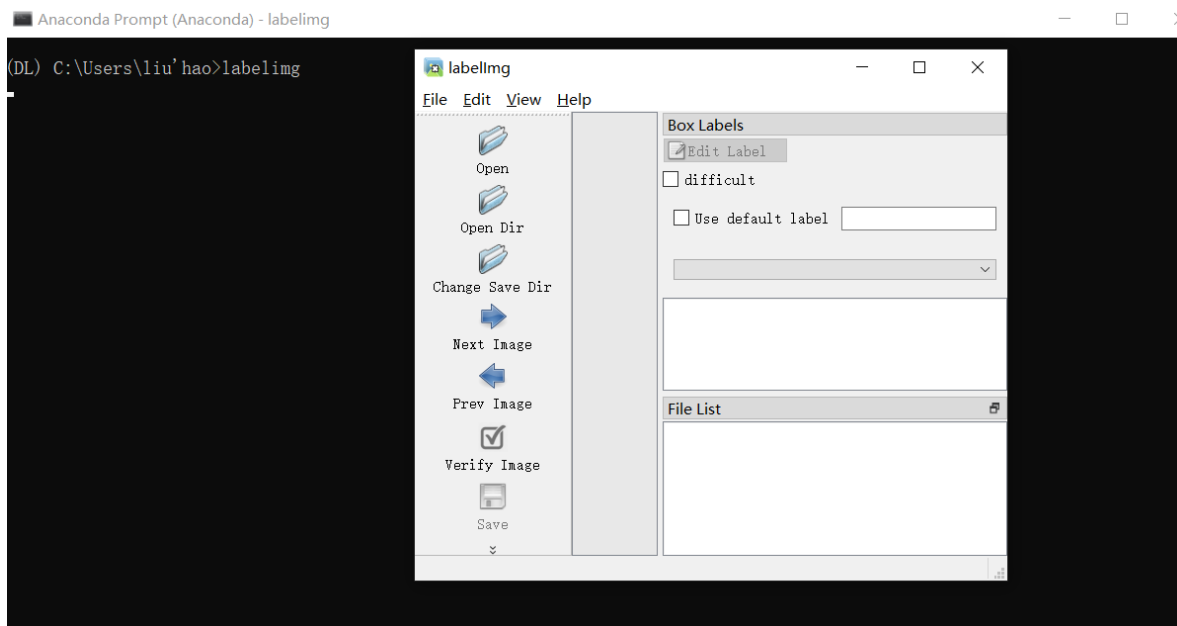 Anaconda Prompt (Anaconda) - labelimg
(DL) C:\Users\liu'hao>labelimg
labelImg
File Edit View Help
Open
Open Dir
Change Save Dir
Next Image
Prev Image
Verify Image
Save
Box Labels
Edit Label
difficult
Use default label
File List